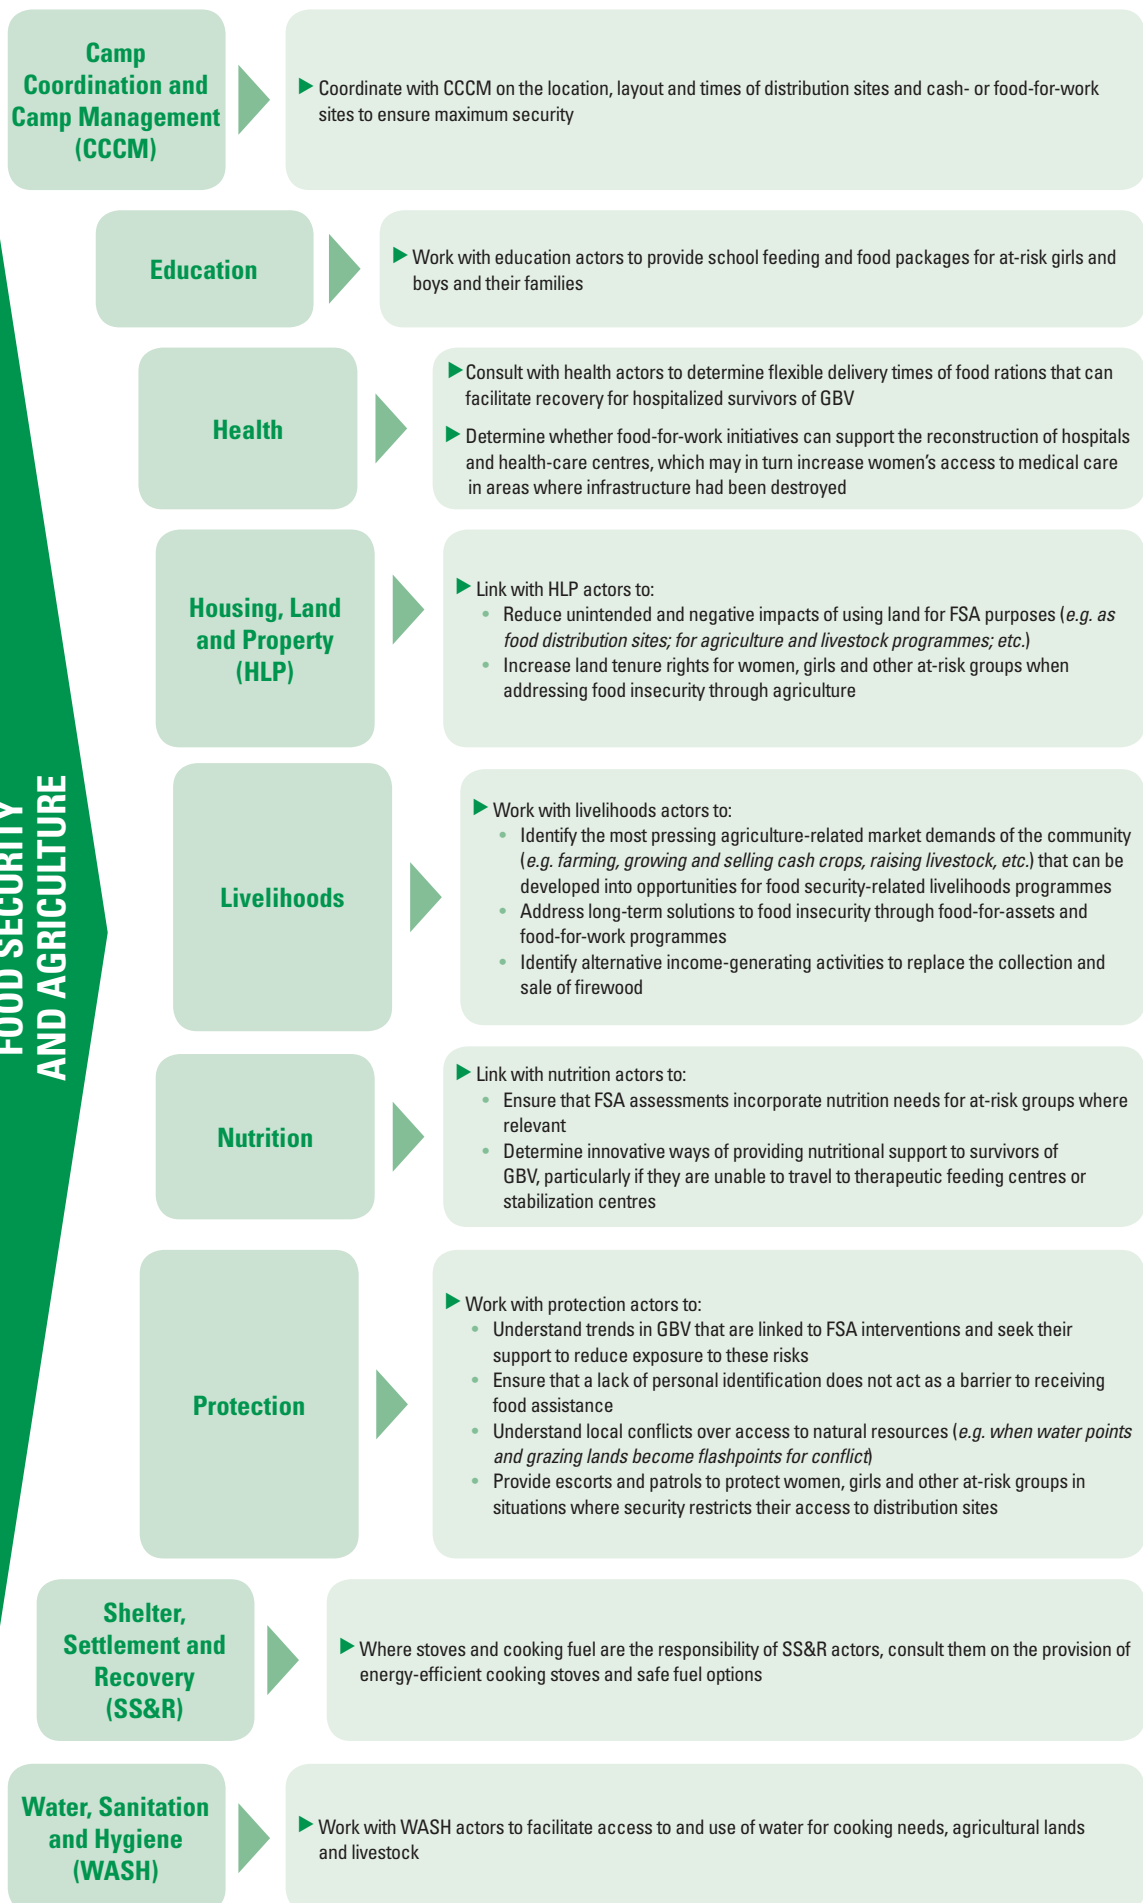 Camp
Coordination and
Camp Management
(CCCM)
▶ Coordinate with CCCM on the location, layout and times of distribution sites and cash- or food-for-work
sites to ensure maximum security
Education
▶ Work with education actors to provide school feeding and food packages for at-risk girls and
boys and their families
Health
▶ Consult with health actors to determine flexible delivery times of food rations that can
facilitate recovery for hospitalized survivors of GBV
▶ Determine whether food-for-work initiatives can support the reconstruction of hospitals
and health-care centres, which may in turn increase women's access to medical care
in areas where infrastructure had been destroyed
Housing, Land
and Property
(HLP)
▶ Link with HLP actors to:
• Reduce unintended and negative impacts of using land for FSA purposes (e.g. as
food distribution sites; for agriculture and livestock programmes; etc.)
• Increase land tenure rights for women, girls and other at-risk groups when
addressing food insecurity through agriculture
FOOD SECURITY
AND AGRICULTURE
Livelihoods
▶ Work with livelihoods actors to:
• Identify the most pressing agriculture-related market demands of the community
(e.g. farming, growing and selling cash crops, raising livestock, etc.) that can be
developed into opportunities for food security-related livelihoods programmes
• Address long-term solutions to food insecurity through food-for-assets and
food-for-work programmes
• Identify alternative income-generating activities to replace the collection and
sale of firewood
Nutrition
▶ Link with nutrition actors to:
• Ensure that FSA assessments incorporate nutrition needs for at-risk groups where
relevant
• Determine innovative ways of providing nutritional support to survivors of
GBV, particularly if they are unable to travel to therapeutic feeding centres or
stabilization centres
Protection
▶ Work with protection actors to:
• Understand trends in GBV that are linked to FSA interventions and seek their
support to reduce exposure to these risks
• Ensure that a lack of personal identification does not act as a barrier to receiving
food assistance
• Understand local conflicts over access to natural resources (e.g. when water points
and grazing lands become flashpoints for conflict)
• Provide escorts and patrols to protect women, girls and other at-risk groups in
situations where security restricts their access to distribution sites
Shelter,
Settlement and
Recovery
(SS&R)
▶ Where stoves and cooking fuel are the responsibility of SS&R actors, consult them on the provision of
energy-efficient cooking stoves and safe fuel options
Water, Sanitation
and Hygiene
(WASH)
▶ Work with WASH actors to facilitate access to and use of water for cooking needs, agricultural lands
and livestock